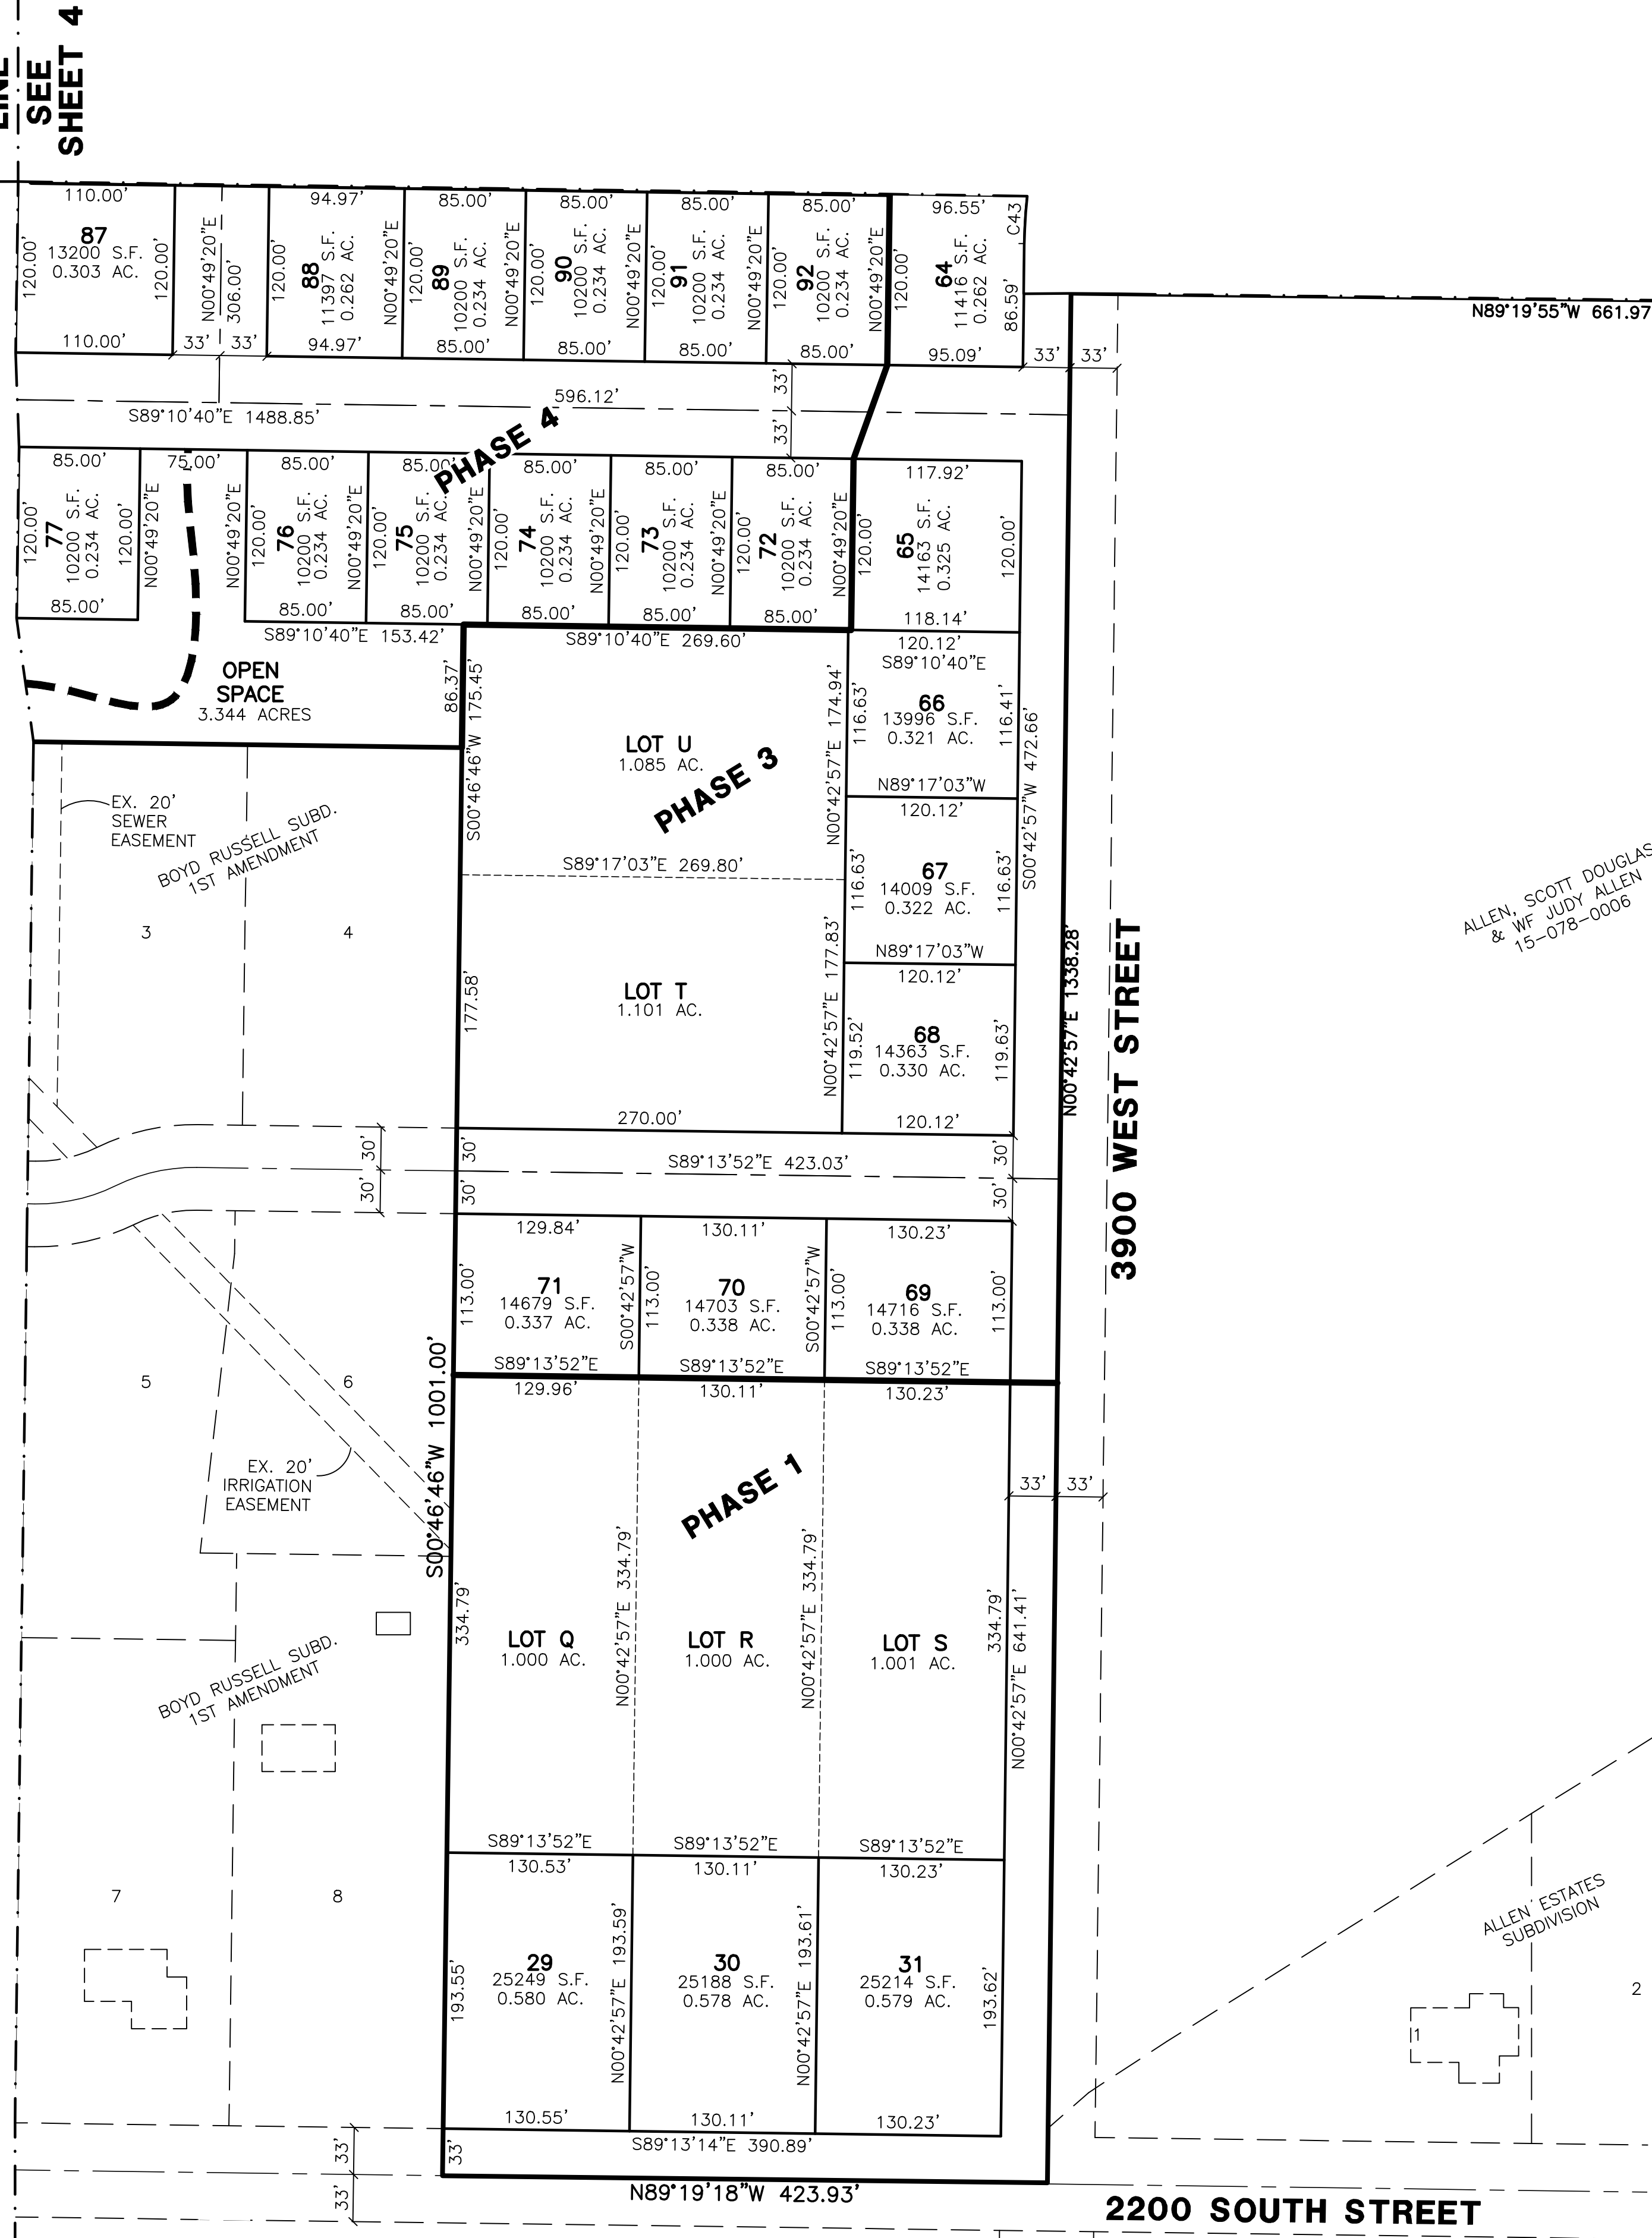 LINE
SEE
SHEET 4
110.00'
87
13200 S.F.
0.303 AC.
120.00'
120.00'
110.00'
N00°49'20"E
306.00'
33'
33'
94.97'
120.00'
88
11397 S.F.
0.262 AC.
N00°49'20"E
94.97'
85.00'
120.00'
89
10200 S.F.
0.234 AC.
N00°49'20"E
85.00'
85.00'
120.00'
90
10200 S.F.
0.234 AC.
N00°49'20"E
85.00'
85.00'
120.00'
91
10200 S.F.
0.234 AC.
N00°49'20"E
85.00'
85.00'
120.00'
92
10200 S.F.
0.234 AC.
N00°49'20"E
85.00'
96.55'
C43
120.00'
64
11416 S.F.
0.262 AC.
86.59'
95.09'
33'
33'
N89°19'55"W 661.97
596.12'
33'
33'
S89°10'40"E 1488.85'
PHASE 4
85.00'
120.00'
77
10200 S.F.
0.234 AC.
120.00'
N00°49'20"E
85.00'
75.00'
N00°49'20"E
85.00'
120.00'
76
10200 S.F.
0.234 AC.
N00°49'20"E
85.00'
85.00'
120.00'
75
10200 S.F.
0.234 AC.
N00°49'20"E
85.00'
85.00'
120.00'
74
10200 S.F.
0.234 AC.
N00°49'20"E
85.00'
85.00'
120.00'
73
10200 S.F.
0.234 AC.
N00°49'20"E
85.00'
85.00'
120.00'
72
10200 S.F.
0.234 AC.
N00°49'20"E
85.00'
117.92'
120.00'
65
14163 S.F.
0.325 AC.
120.00'
118.14'
S89°10'40"E 153.42'
S89°10'40"E 269.60'
OPEN
SPACE
3.344 ACRES
86.37'
S00°46'46"W 175.45'
LOT U
1.085 AC.
PHASE 3
N00°42'57"E 174.94'
120.12'
S89°10'40"E
116.63'
66
13996 S.F.
0.321 AC.
116.41'
N89°17'03"W
S00°42'57"W 472.66'
120.12'
116.63'
67
14009 S.F.
0.322 AC.
116.63'
N89°17'03"W
120.12'
119.52'
68
14363 S.F.
0.330 AC.
119.63'
120.12'
S89°17'03"E 269.80'
N00°42'57"E 177.83'
177.58'
LOT T
1.101 AC.
270.00'
EX. 20'
SEWER
EASEMENT
BOYD RUSSELL SUBD.
1ST AMENDMENT
3
4
ALLEN, SCOTT DOUGLAS
& WF JUDY ALLEN
15-078-0006
N00°42'57"E 1338.28'
3900 WEST STREET
30'
30'
30'
30'
S89°13'52"E 423.03'
30'
30'
129.84'
113.00'
71
14679 S.F.
0.337 AC.
S00°42'57"W
S89°13'52"E
130.11'
113.00'
70
14703 S.F.
0.338 AC.
S00°42'57"W
S89°13'52"E
130.23'
113.00'
69
14716 S.F.
0.338 AC.
113.00'
S89°13'52"E
129.96'
130.11'
130.23'
5
6
S00°46'46"W 1001.00'
EX. 20'
IRRIGATION
EASEMENT
PHASE 1
33'
33'
334.79'
LOT Q
1.000 AC.
N00°42'57"E 334.79'
LOT R
1.000 AC.
N00°42'57"E 334.79'
LOT S
1.001 AC.
334.79'
N00°42'57"E 641.41'
BOYD RUSSELL SUBD.
1ST AMENDMENT
S89°13'52"E
S89°13'52"E
S89°13'52"E
130.53'
130.11'
130.23'
7
8
193.55'
29
25249 S.F.
0.580 AC.
N00°42'57"E 193.59'
30
25188 S.F.
0.578 AC.
N00°42'57"E 193.61'
31
25214 S.F.
0.579 AC.
193.62'
130.55'
130.11'
130.23'
ALLEN ESTATES
SUBDIVISION
1
2
33'
33'
33'
S89°13'14"E 390.89'
N89°19'18"W 423.93'
2200 SOUTH STREET